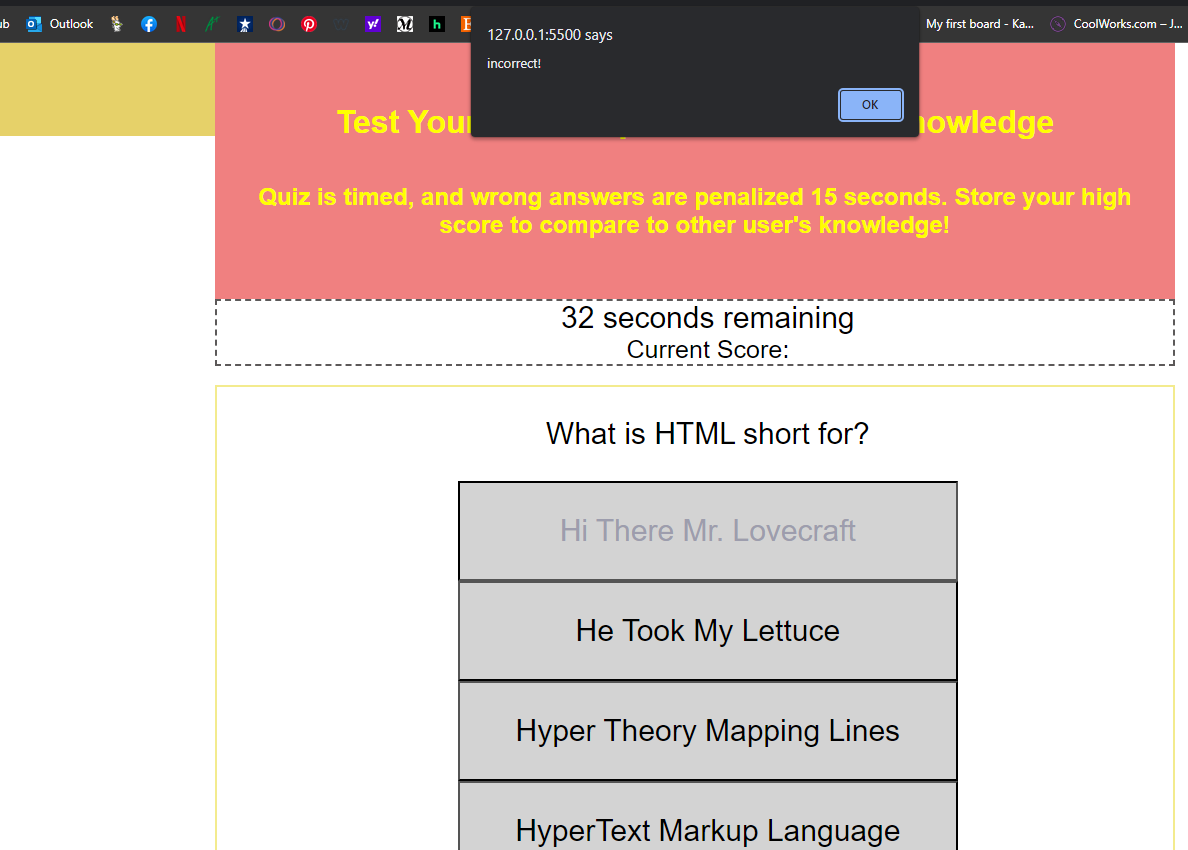 ub Outlook My first board - Ka... CoolWorks.com – J...
127.0.0.1:5500 says
incorrect!
OK
Test You nowledge
Quiz is timed, and wrong answers are penalized 15 seconds. Store your high
score to compare to other user's knowledge!
32 seconds remaining
Current Score:
What is HTML short for?
Hi There Mr. Lovecraft
He Took My Lettuce
Hyper Theory Mapping Lines
HyperText Markup Language